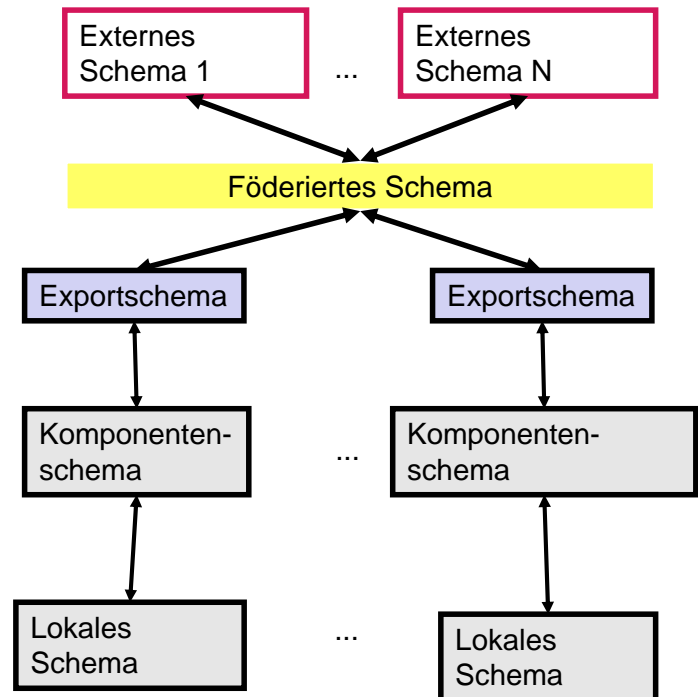 Externes
Schema 1
...
Externes
Schema N
Föderiertes Schema
Exportschema
Exportschema
Komponenten-
schema
...
Komponenten-
schema
Lokales
Schema
...
Lokales
Schema